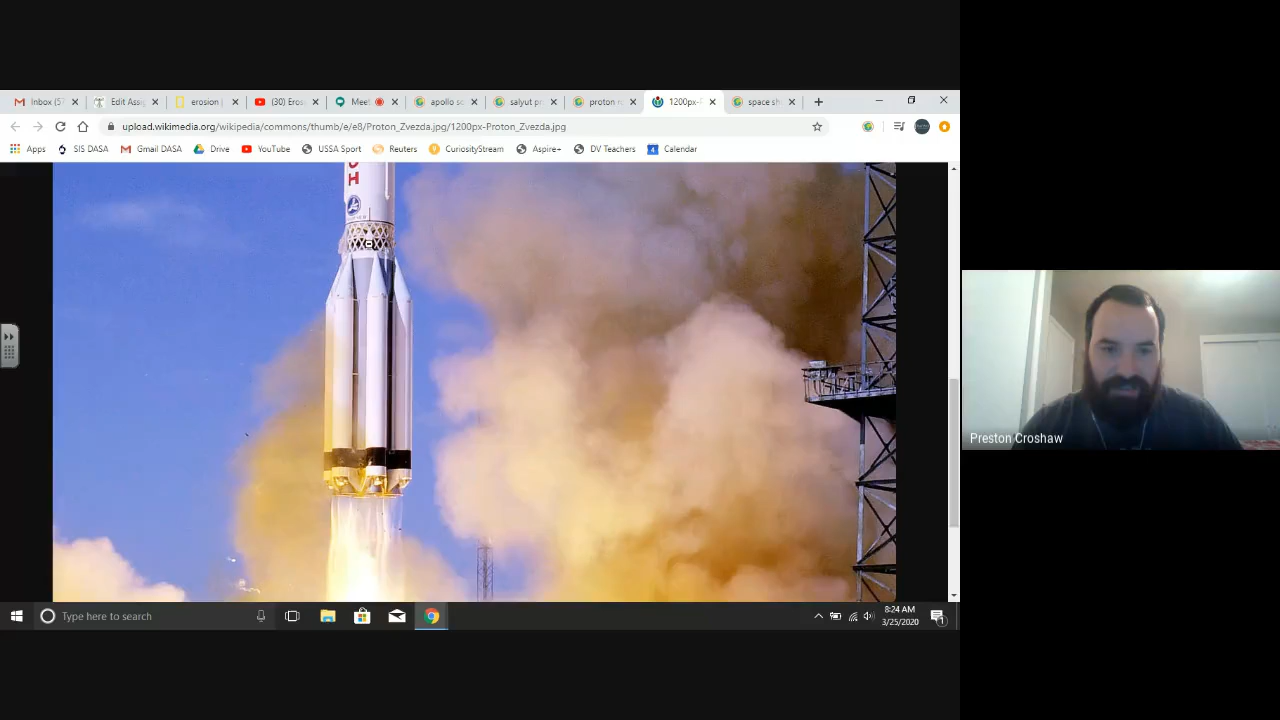 Inbox (57
Edit Assig
erosion
(30) Eros
Meet
apollo so
salyut pr
proton ro
1200px-P
space sh
upload.wikimedia.org/wikipedia/commons/thumb/e/e8/Proton_Zvezda.jpg/1200px-Proton_Zvezda.jpg
Apps
SIS DASA
Gmail DASA
Drive
YouTube
USSA Sport
Reuters
CuriosityStream
Aspire+
DV Teachers
Calendar
Н
Preston Croshaw
Type here to search
8:24 AM
3/25/2020